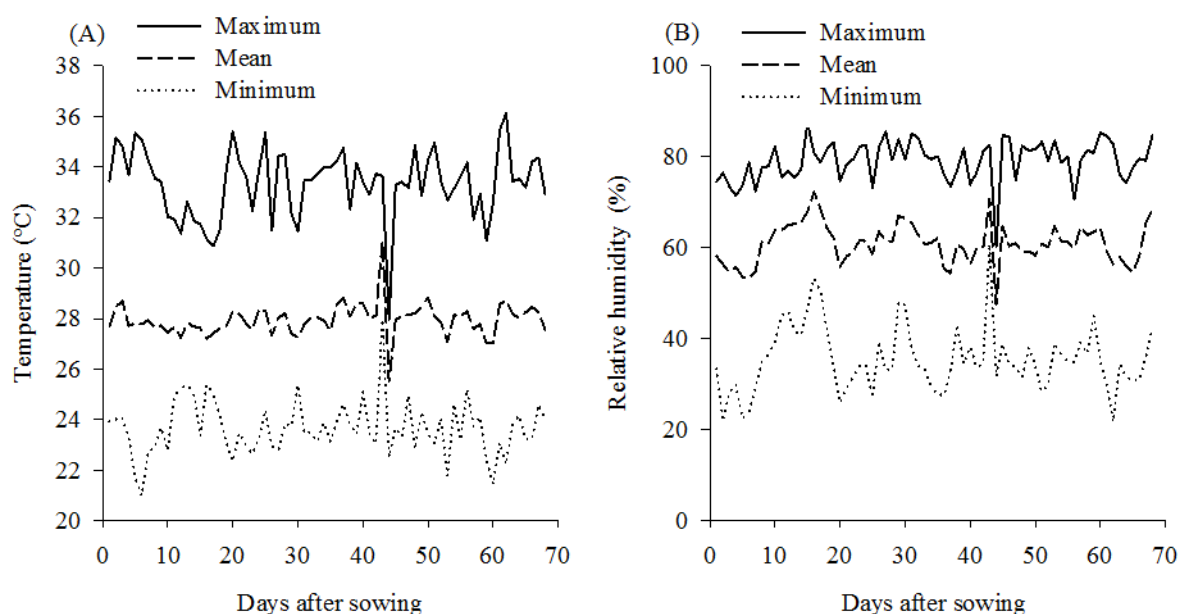 (A)
Maximum
Mean
Minimum
38
36
34
32
30
28
26
24
22
20
Temperature (°C)
0 10 20 30 40 50 60 70
Days after sowing
(B)
Maximum
Mean
Minimum
100
80
60
40
20
0
Relative humidity (%)
0 10 20 30 40 50 60 70
Days after sowing